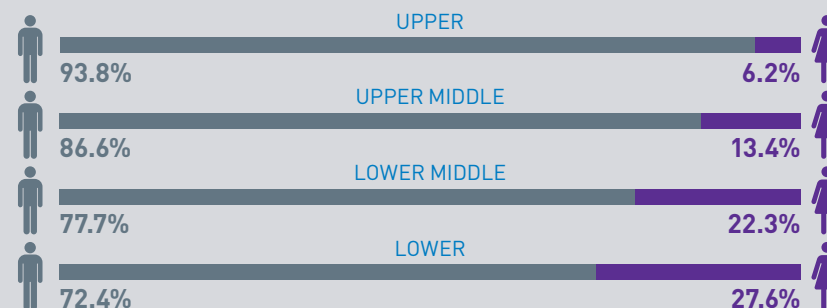 UPPER
93.8% 6.2%
UPPER MIDDLE
86.6% 13.4%
LOWER MIDDLE
77.7% 22.3%
LOWER
72.4% 27.6%